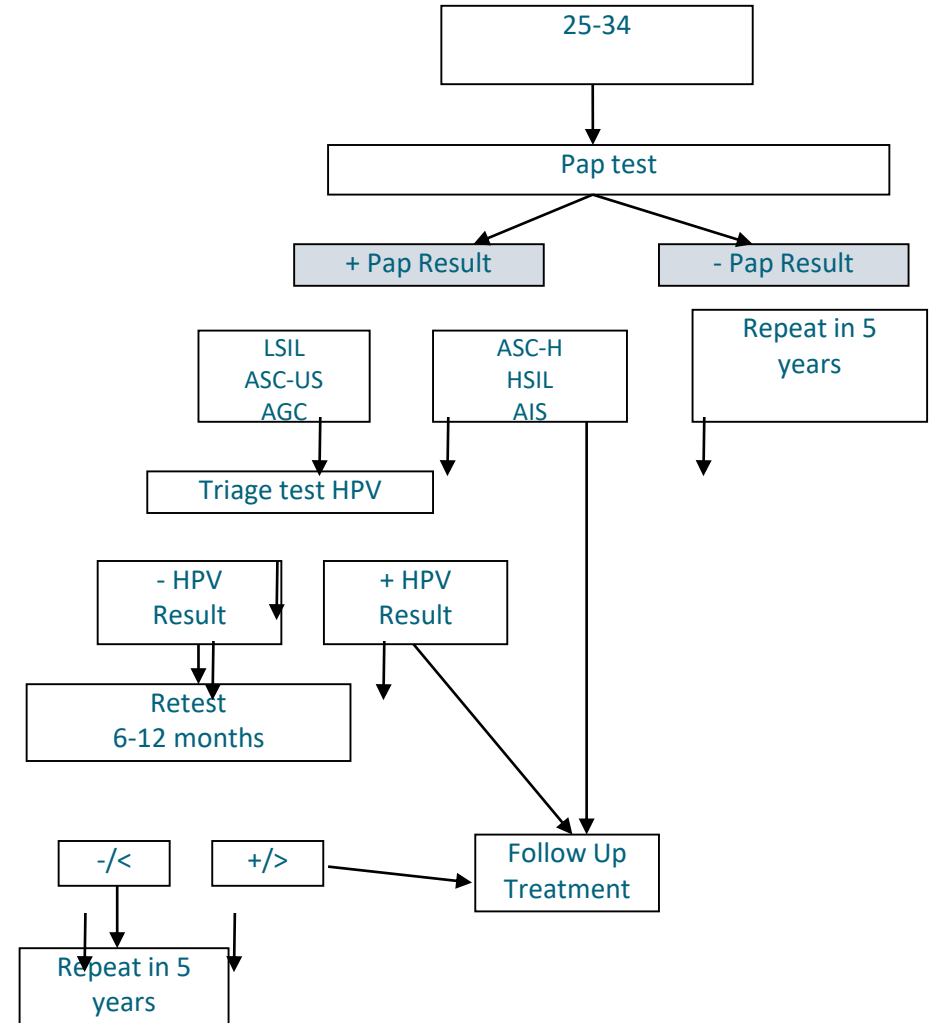 25-34
Pap test
+ Pap Result
- Pap Result
LSIL
ASC-US
AGC
ASC-H
HSIL
AIS
Repeat in 5
years
Triage test HPV
- HPV
Result
+ HPV
Result
Retest
6-12 months
-/<
+/>
Follow Up
Treatment
Repeat in 5
years